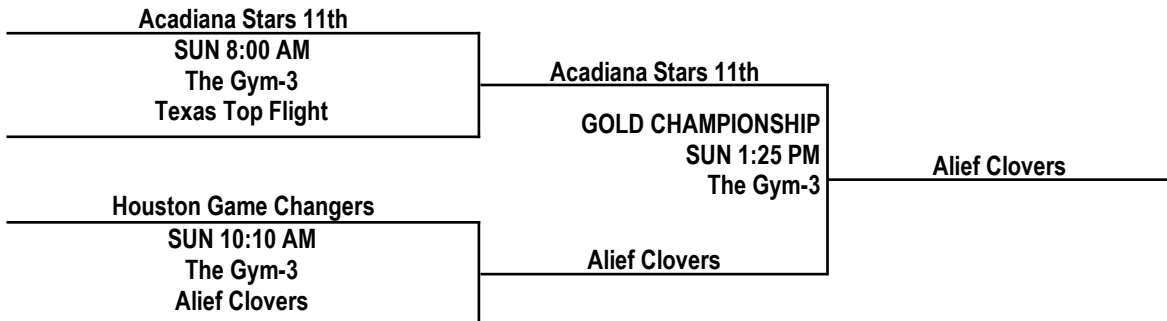 Acadiana Stars 11th
SUN 8:00 AM
The Gym-3
Texas Top Flight
Acadiana Stars 11th
GOLD CHAMPIONSHIP
SUN 1:25 PM
The Gym-3
Alief Clovers
Houston Game Changers
SUN 10:10 AM
The Gym-3
Alief Clovers
Alief Clovers